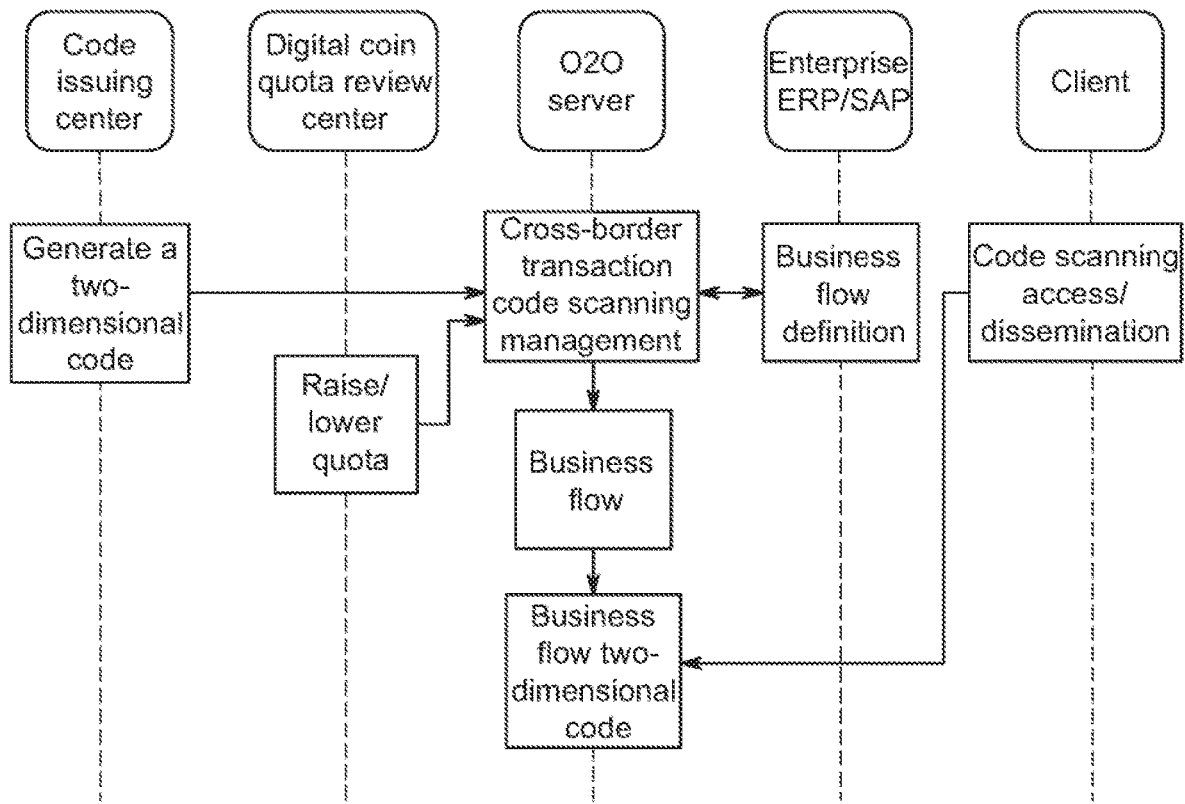 Code
issuing
center
Digital coin
quota review
center
O2O
server
Enterprise
ERP/SAP
Client
Generate a
two-
dimensional
code
Raise/
lower
quota
Cross-border
transaction
code scanning
management
Business
flow
Business
flow two-
dimensional
code
Business
flow
definition
Code scanning
access/
dissemination